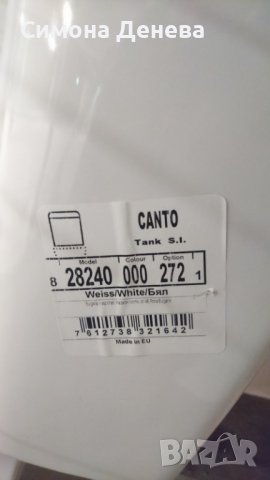 Симона Денева
CANTO
Tank S.I.
Model Colour Option
8 28240 000 272 1
Weiss/White/Бял
7 612738 321642
Made in EU
BAZAR